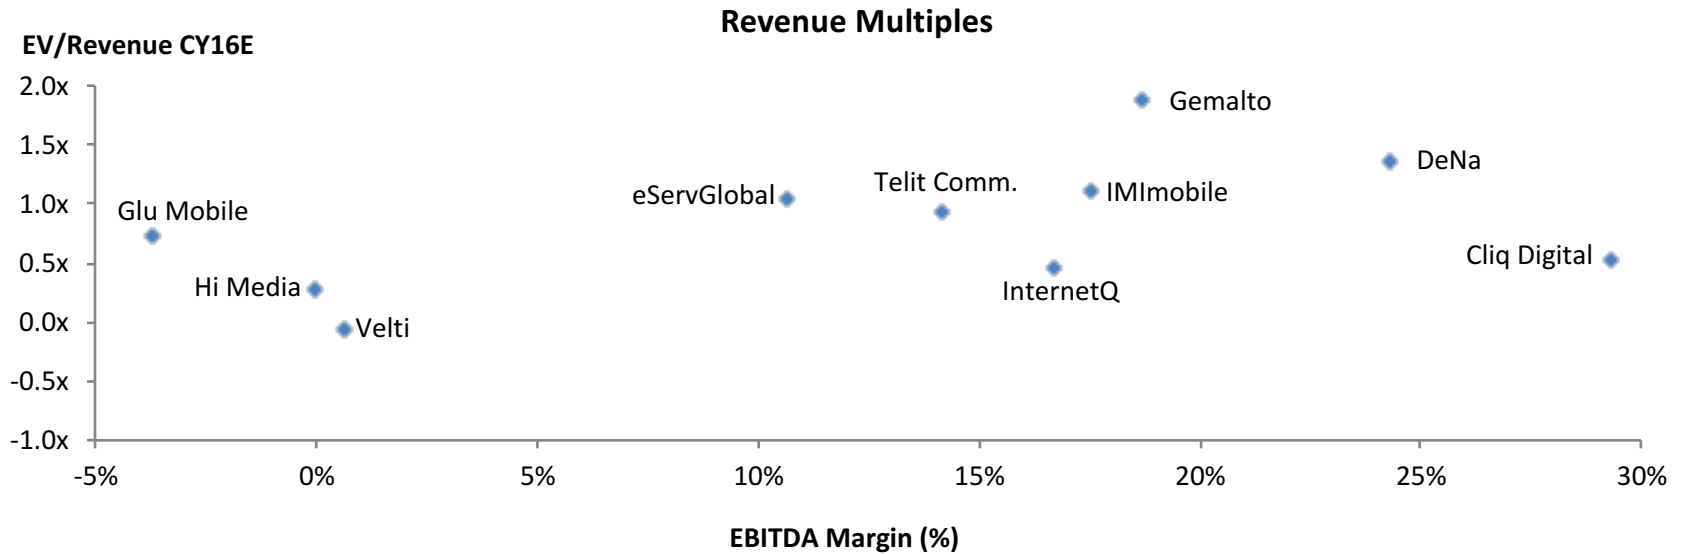 Revenue Multiples
EV/Revenue CY16E
2.0x
Gemalto
1.5x
DeNa
Telit Comm.
eServGlobal
IMImobile
1.0x
Glu Mobile
Cliq Digital
0.5x
Hi Media
InternetQ
0.0x
Velti
-0.5x
-1.0x
-5% 0% 5% 10% 15% 20% 25% 30%
EBITDA Margin (%)